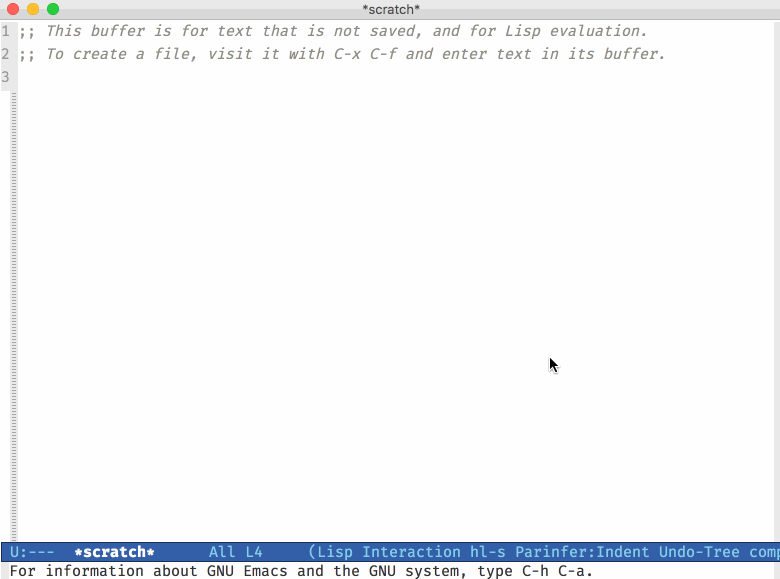 *scratch*
1 ;; This buffer is for text that is not saved, and for Lisp evaluation.
2 ;; To create a file, visit it with C-x C-f and enter text in its buffer.
3
U:--- *scratch* All L4 (Lisp Interaction hl-s Parinfer:Indent Undo-Tree comp
For information about GNU Emacs and the GNU system, type C-h C-a.